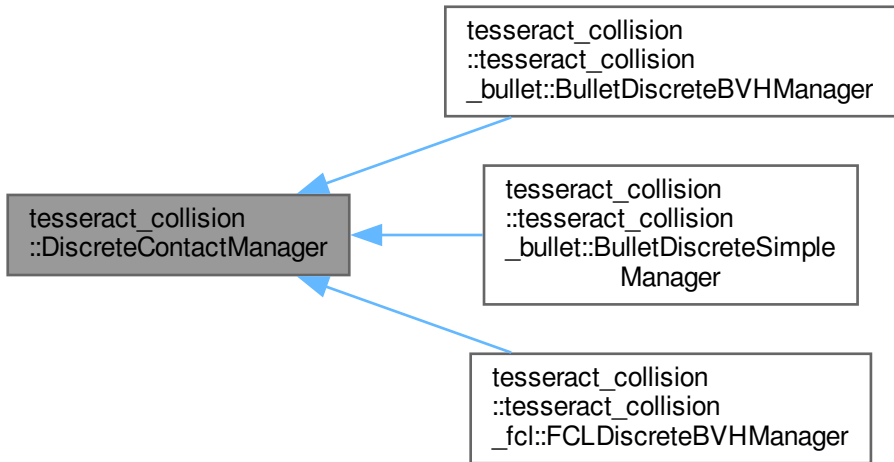 tesseract_collision
::tesseract_collision
_bullet::BulletDiscreteBVHManager
tesseract_collision
::tesseract_collision
_bullet::BulletDiscreteSimple
Manager
tesseract_collision
::DiscreteContactManager
tesseract_collision
::tesseract_collision
_fcl::FCLDiscreteBVHManager